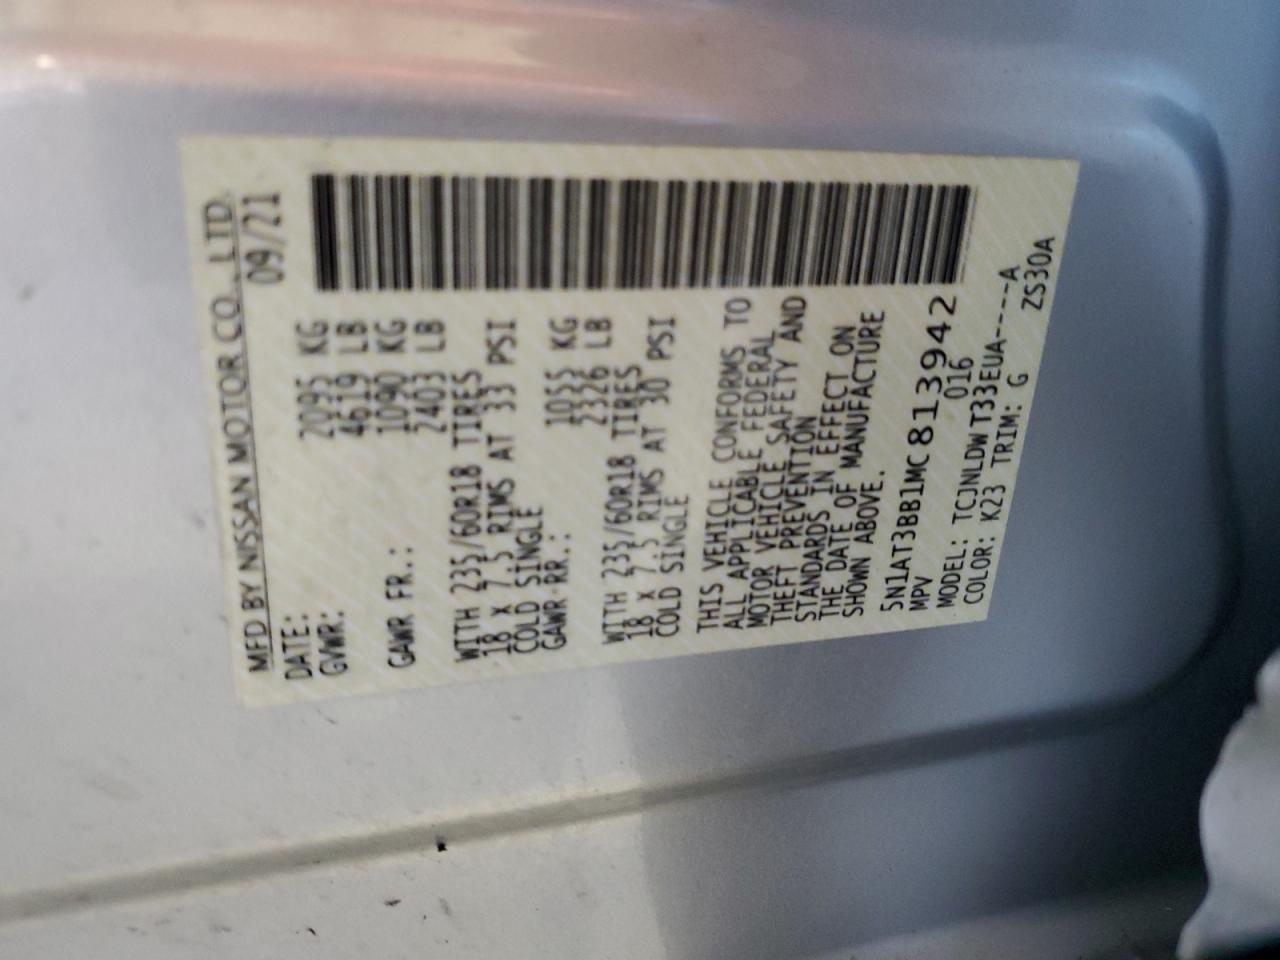 MFD BY NISSAN MOTOR CO., LTD.
DATE: 09/21
GVWR: 2095 KG
4619 LB
GAWR FR.: 1090 KG
2403 LB
WITH 235/60R18 TIRES
18 x 7.5 RIMS AT 33 PSI
COLD SINGLE
GAWR RR.: 1055 KG
2326 LB
WITH 235/60R18 TIRES
18 x 7.5 RIMS AT 30 PSI
COLD SINGLE
THIS VEHICLE CONFORMS TO
ALL APPLICABLE FEDERAL
MOTOR VEHICLE SAFETY AND
THEFT PREVENTION
STANDARDS IN EFFECT ON
THE DATE OF MANUFACTURE
SHOWN ABOVE.
5N1AT3BB1MC813942
MPV 016
MODEL: TCJNLDWT33EUA-----A
COLOR: K23 TRIM: G ZS30A